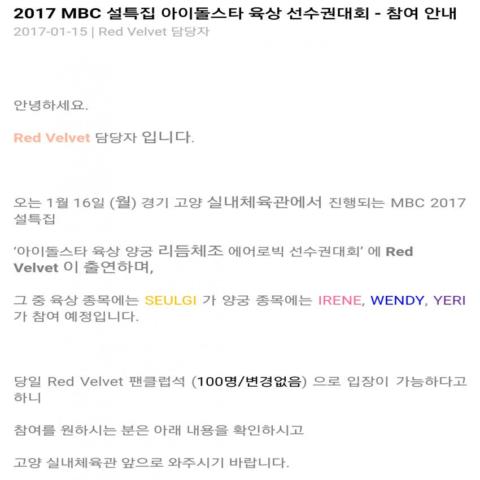 2017 MBC 설특집 아이돌스타 육상 선수권대회 - 참여 안내
2017-01-15 | Red Velvet 담당자
안녕하세요.
Red Velvet 담당자 입니다.
오는 1월 16일 (월) 경기 고양 실내체육관에서 진행되는 MBC 2017
설특집
'아이돌스타 육상 양궁 리듬체조 에어로빅 선수권대회' 에 Red
Velvet 이 출연하며,
그 중 육상 종목에는 SEULGI 가 양궁 종목에는 IRENE, WENDY, YERI
가 참여 예정입니다.
당일 Red Velvet 팬클럽석 (100명/변경없음) 으로 입장이 가능하다고
하니
참여를 원하시는 분은 아래 내용을 확인하시고
고양 실내체육관 앞으로 와주시기 바랍니다.